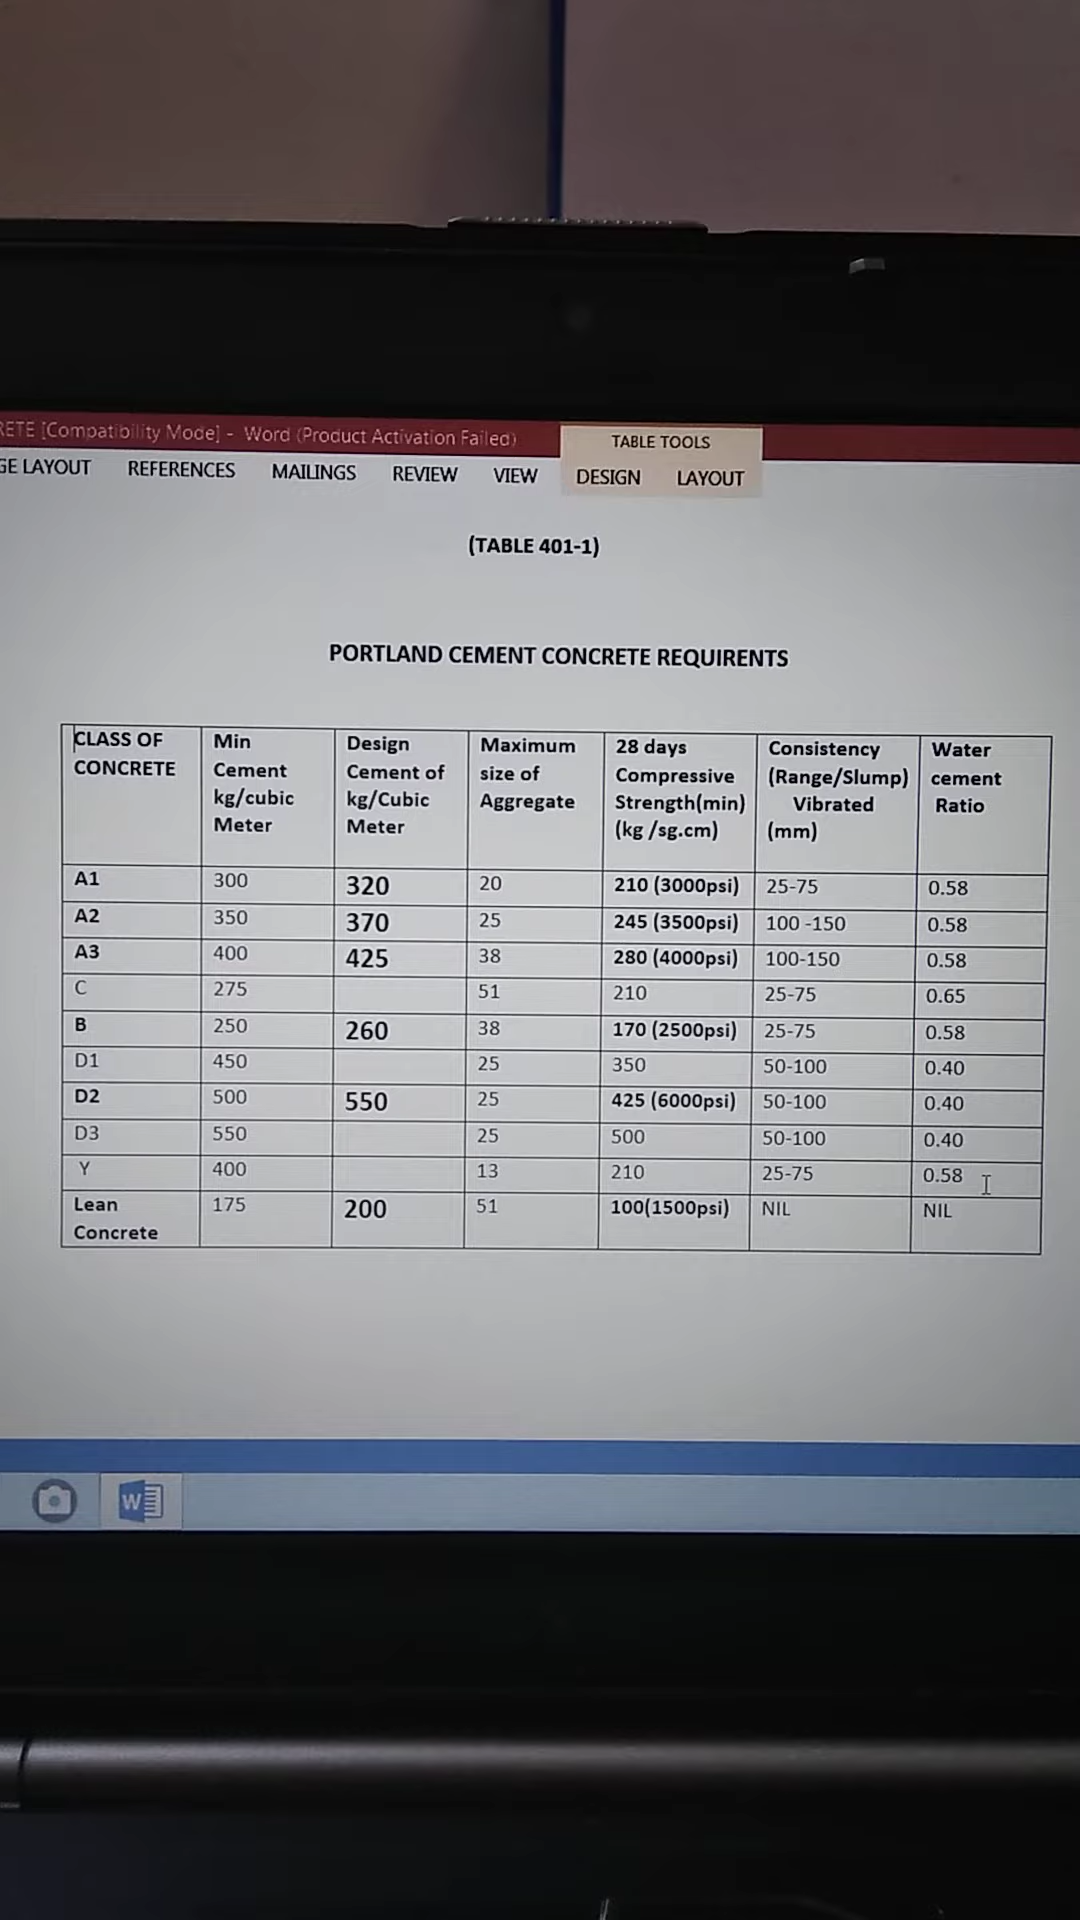 RETE [Compatibility Mode] - Word (Product Activation Failed)
TABLE TOOLS
GE LAYOUT REFERENCES MAILINGS REVIEW VIEW DESIGN LAYOUT
(TABLE 401-1)
PORTLAND CEMENT CONCRETE REQUIRENTS
CLASS OF CONCRETE Min Cement kg/cubic Meter Design Cement of kg/Cubic Meter Maximum size of Aggregate 28 days Compressive Strength(min) (kg /sg.cm) Consistency (Range/Slump) Vibrated (mm) Water cement Ratio
A1 300 320 20 210 (3000psi) 25-75 0.58
A2 350 370 25 245 (3500psi) 100 -150 0.58
A3 400 425 38 280 (4000psi) 100-150 0.58
C 275 51 210 25-75 0.65
B 250 260 38 170 (2500psi) 25-75 0.58
D1 450 25 350 50-100 0.40
D2 500 550 25 425 (6000psi) 50-100 0.40
D3 550 25 500 50-100 0.40
Y 400 13 210 25-75 0.58
Lean Concrete 175 200 51 100(1500psi) NIL NIL
W